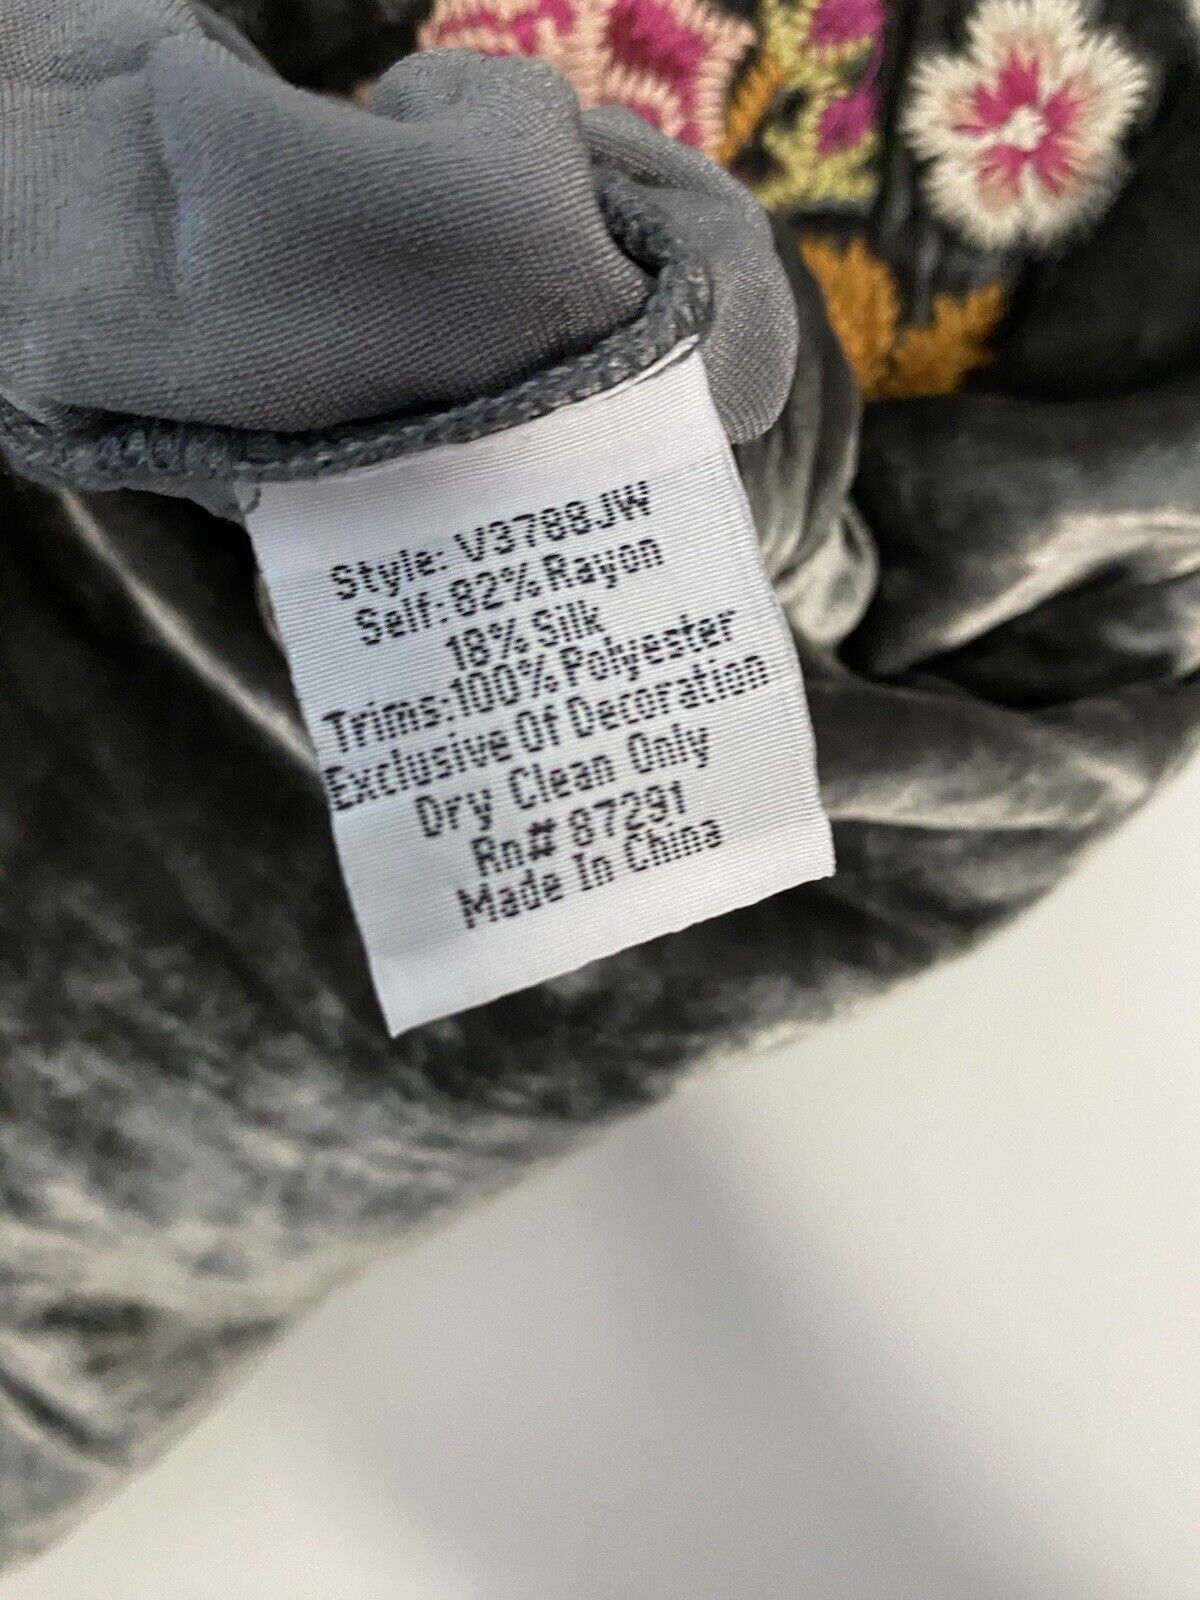 Style: V3788JW
Self: 82% Rayon
18% Silk
Trims:100% Polyester
Exclusive Of Decoration
Dry Clean Only
Rn# 87291
Made In China